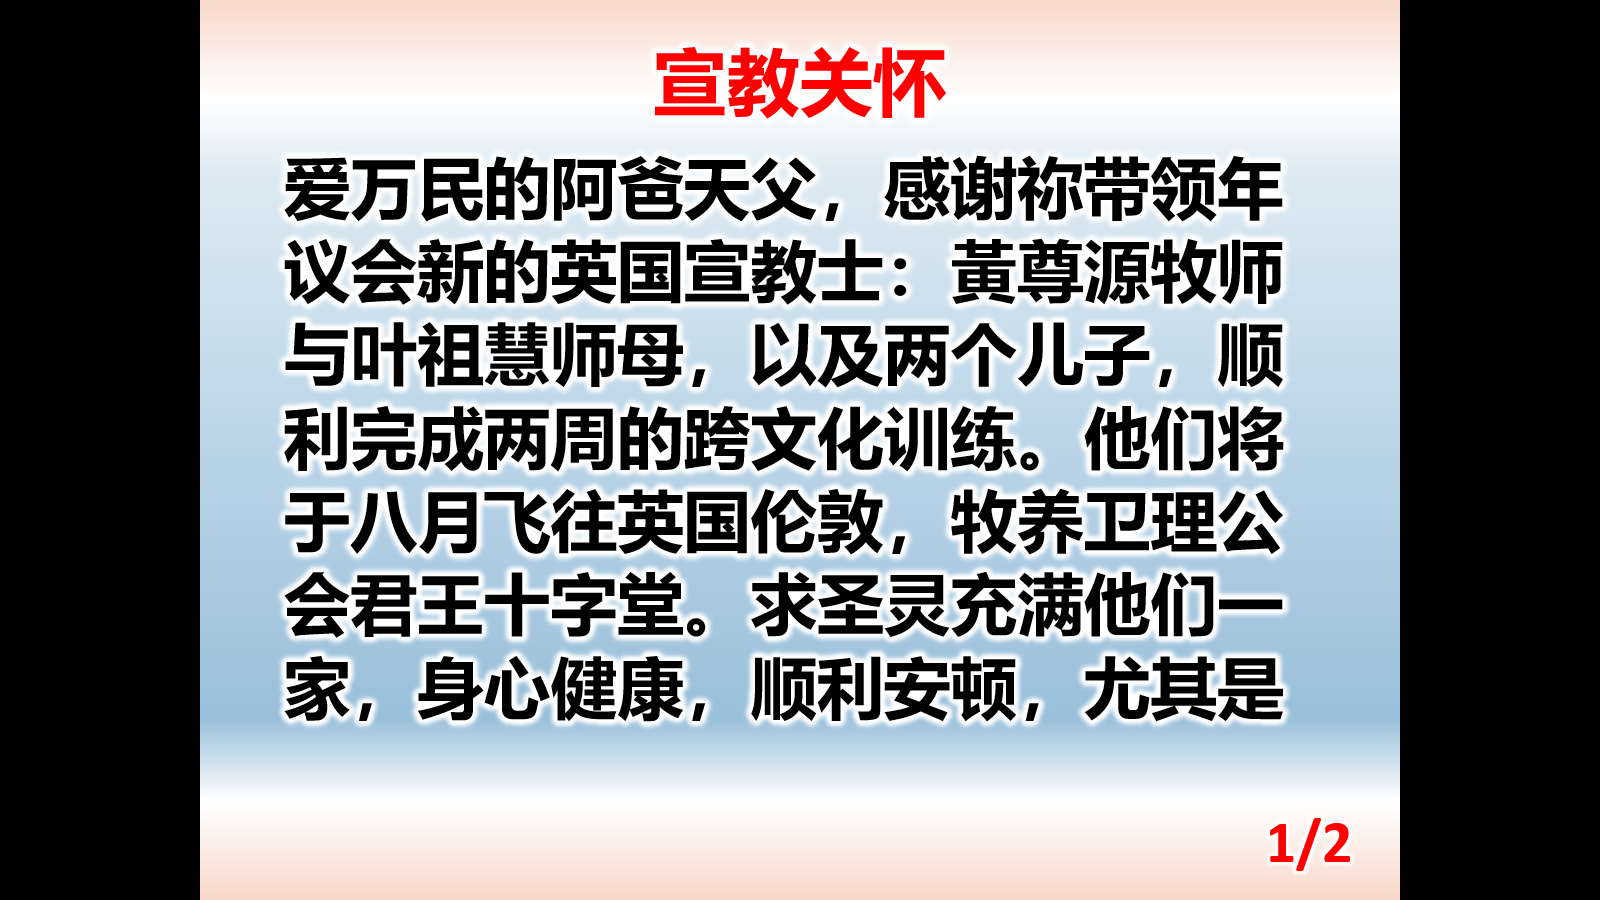 宣教关怀
爱万民的阿爸天父，感谢祢带领年
议会新的英国宣教士：黃尊源牧师
与叶祖慧师母，以及两个儿子，顺
利完成两周的跨文化训练。他们将
于八月飞往英国伦敦，牧养卫理公
会君王十字堂。求圣灵充满他们一
家，身心健康，顺利安顿，尤其是
1/2